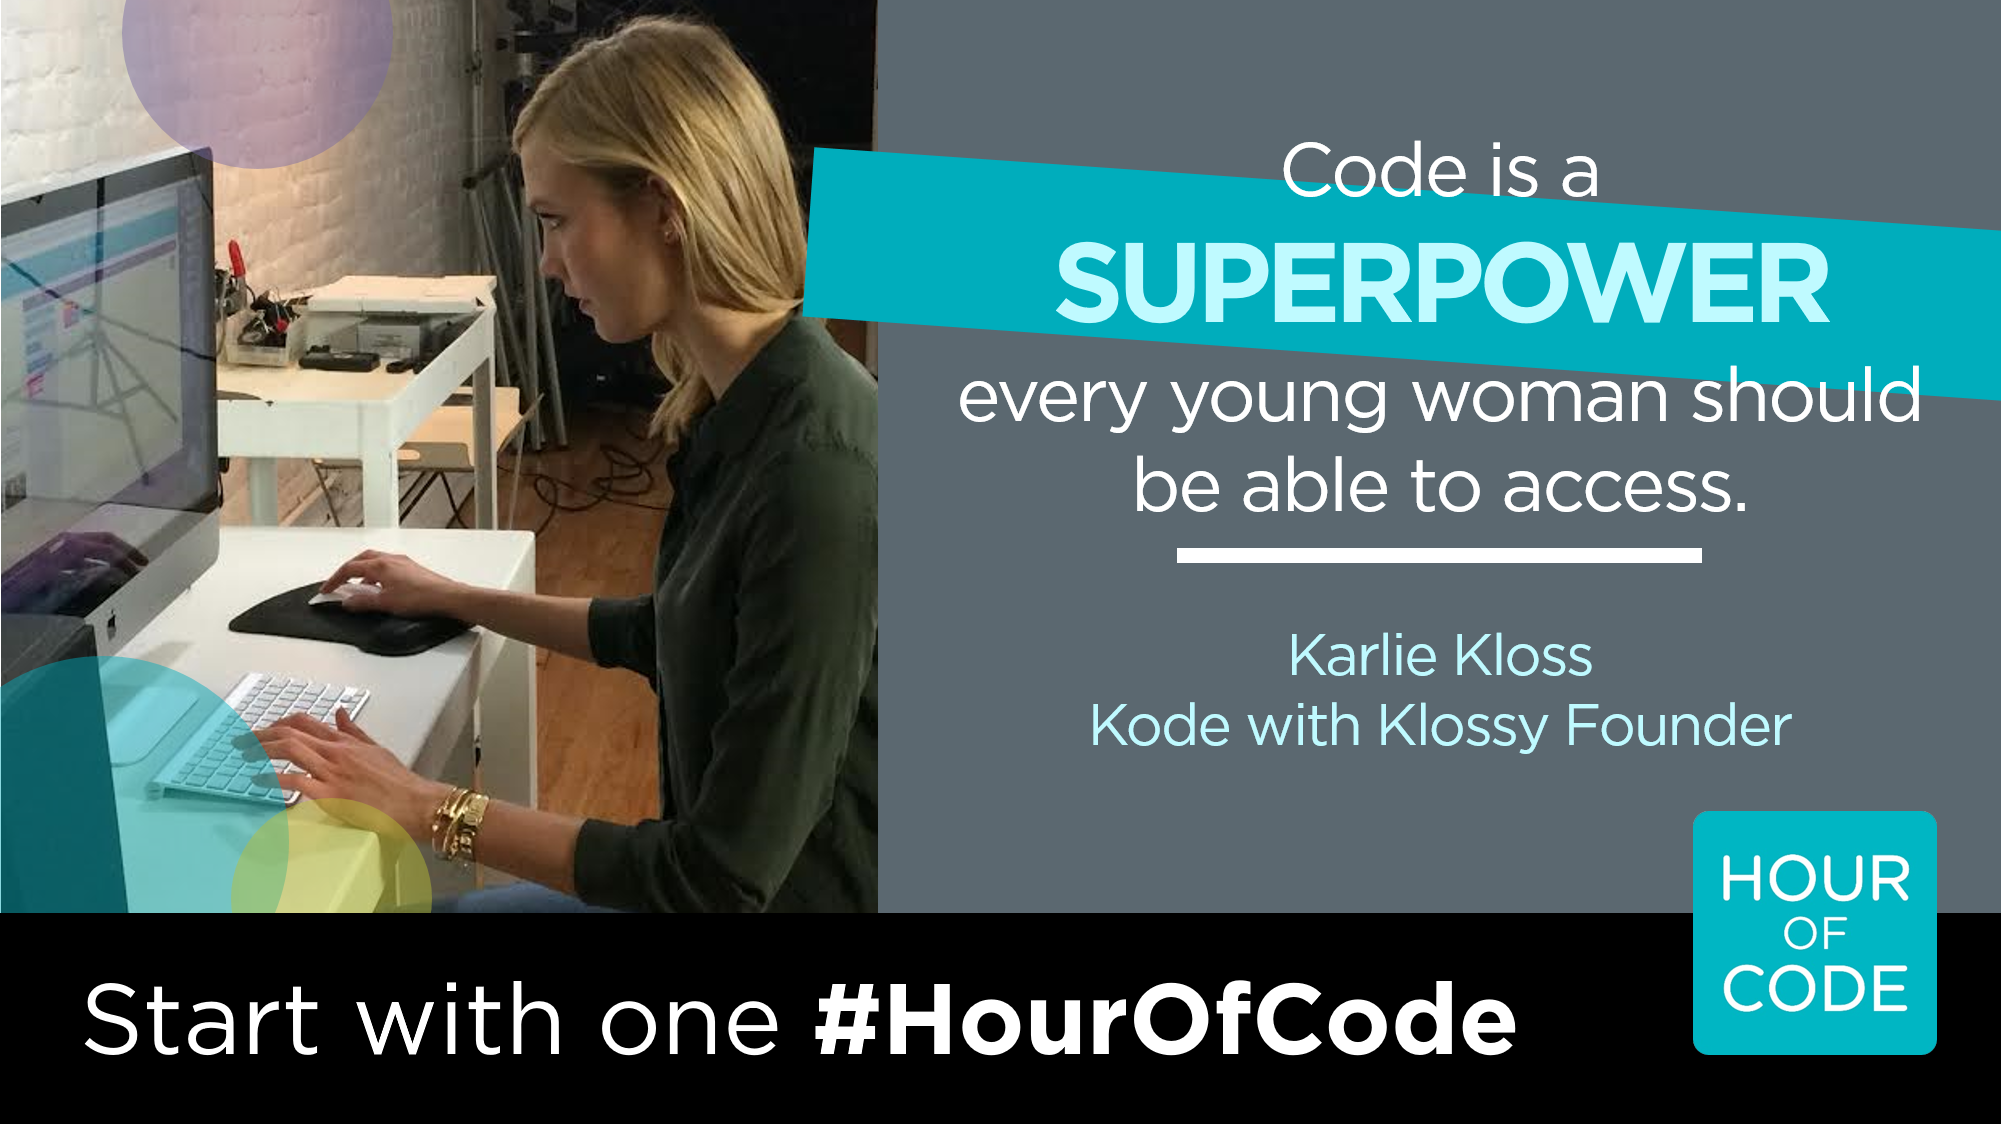 Code is a
SUPERPOWER
every young woman should
be able to access.
Karlie Kloss
Kode with Klossy Founder
HOUR
OF
CODE
Start with one #HourOfCode